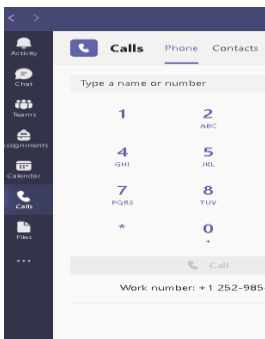 Activity
Chat
Teams
Assignments
Calendar
Calls
Files
Calls Phone Contacts
Type a name or number
1 2
ABC
4 5
GHI JKL
7 8
PQRS TUV
* 0
+
Call
Work number: +1 252-985